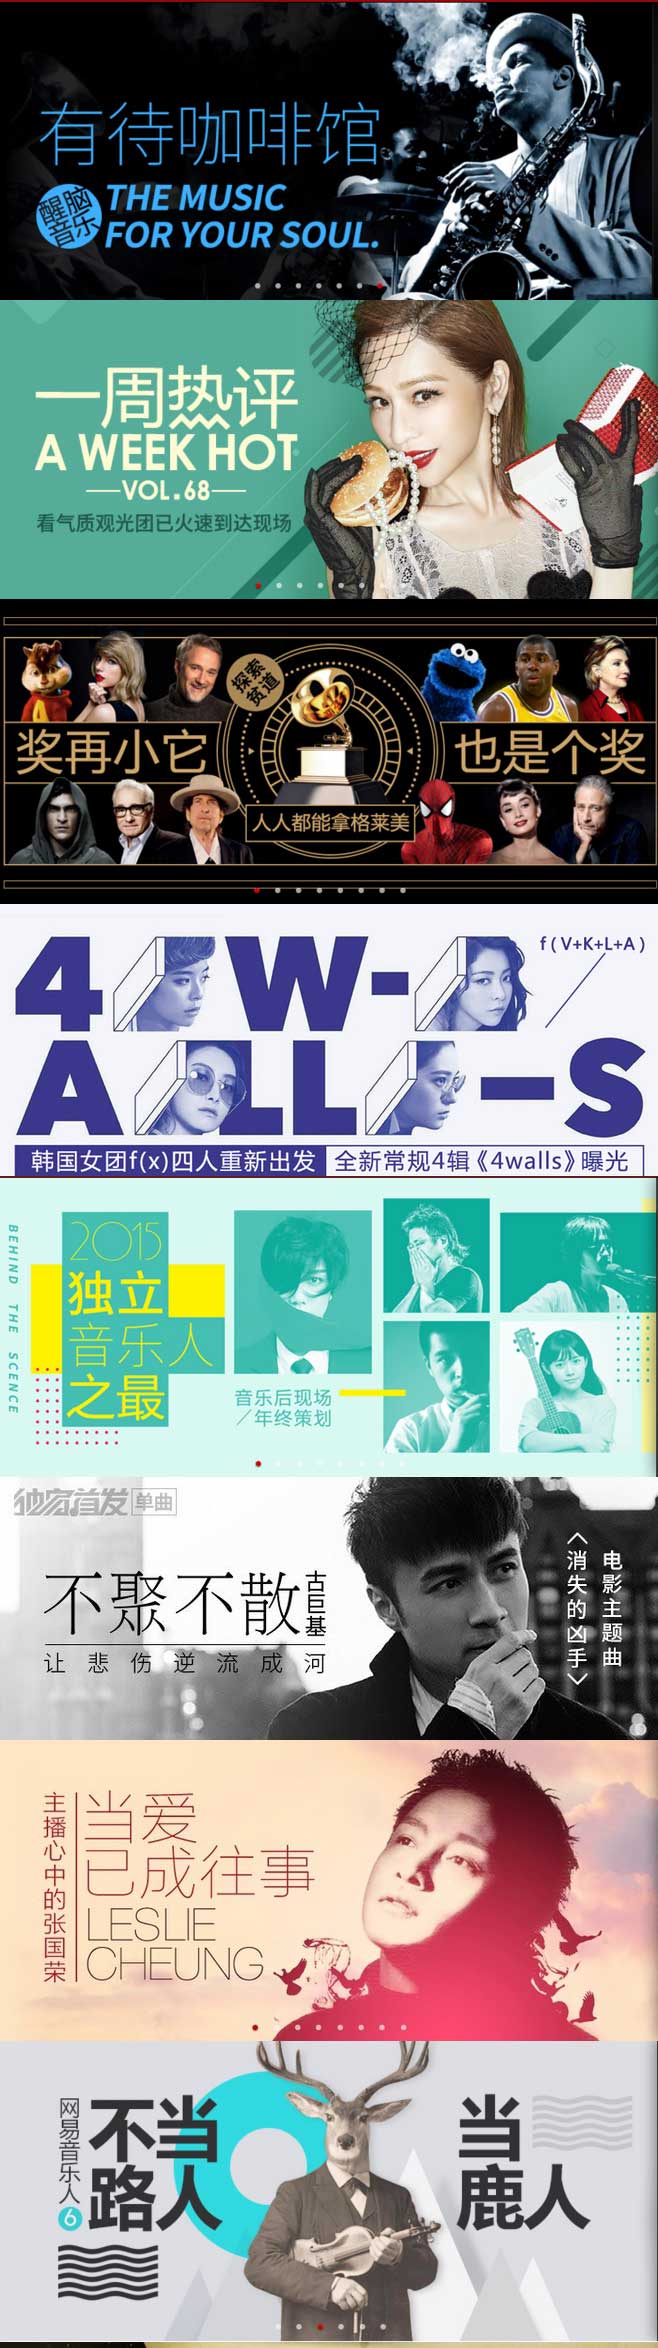 有待咖啡馆
醒脑
音乐
THE MUSIC
FOR YOUR SOUL.
一周热评
A WEEK HOT
VOL.68
看气质观光团已火速到达现场
探索
贫道
奖再小它
也是个奖
人人都能拿格莱美
f(V+K+L+A)
4 W-
A LL-S
韩国女团f(x)四人重新出发
全新常规4辑《4walls》曝光
BEHIND THE SCENCE
2015
独立
音乐人
之最
音乐后现场
/年终策划
独家首发
单曲
不聚不散
古巨基
让悲伤逆流成河
电影主题曲
〈消失的凶手〉
主播心中的张国荣
当爱
已成往事
LESLIE
CHEUNG
网易音乐人6
不当
路人
当
鹿人